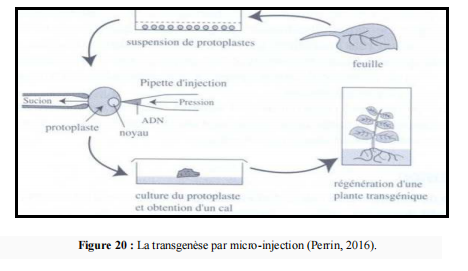 suspension de protoplastes
feuille
Pipette d'injection
Sucion
Pression
ADN
protoplaste
noyau
culture du protoplaste
et obtention d'un cal
régénération d'une
plante transgénique
Figure 20 : La transgenèse par micro-injection (Perrin, 2016).